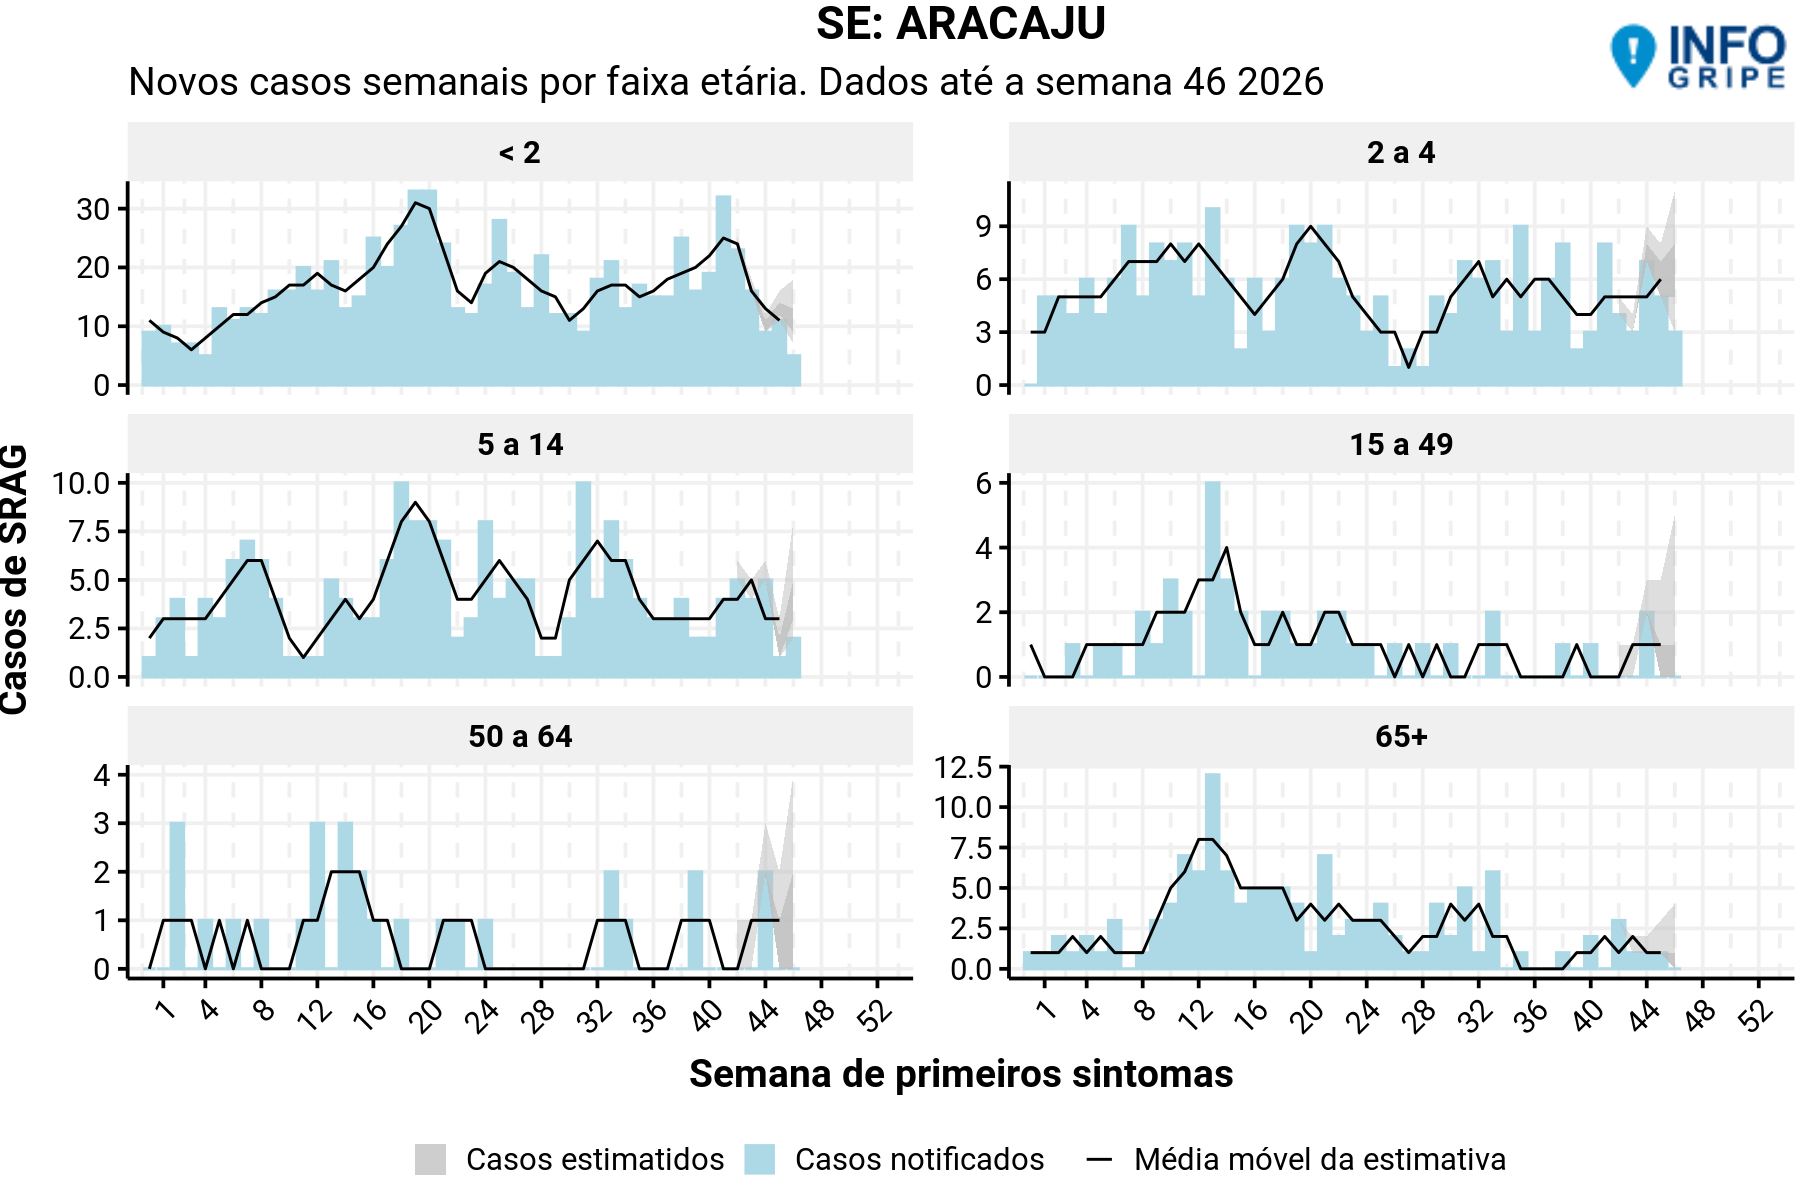 SE: ARACAJU
INFO
GRIPE
Novos casos semanais por faixa etária. Dados até a semana 46 2026
< 2
2 a 4
30
20
10
0
9
6
3
0
5 a 14
15 a 49
10.0
7.5
5.0
2.5
0.0
6
4
2
0
Casos de SRAG
50 a 64
65+
4
3
2
1
0
12.5
10.0
7.5
5.0
2.5
0.0
1 4 8 12 16 20 24 28 32 36 40 44 48 52
1 4 8 12 16 20 24 28 32 36 40 44 48 52
Semana de primeiros sintomas
Casos estimatidos Casos notificados Média móvel da estimativa